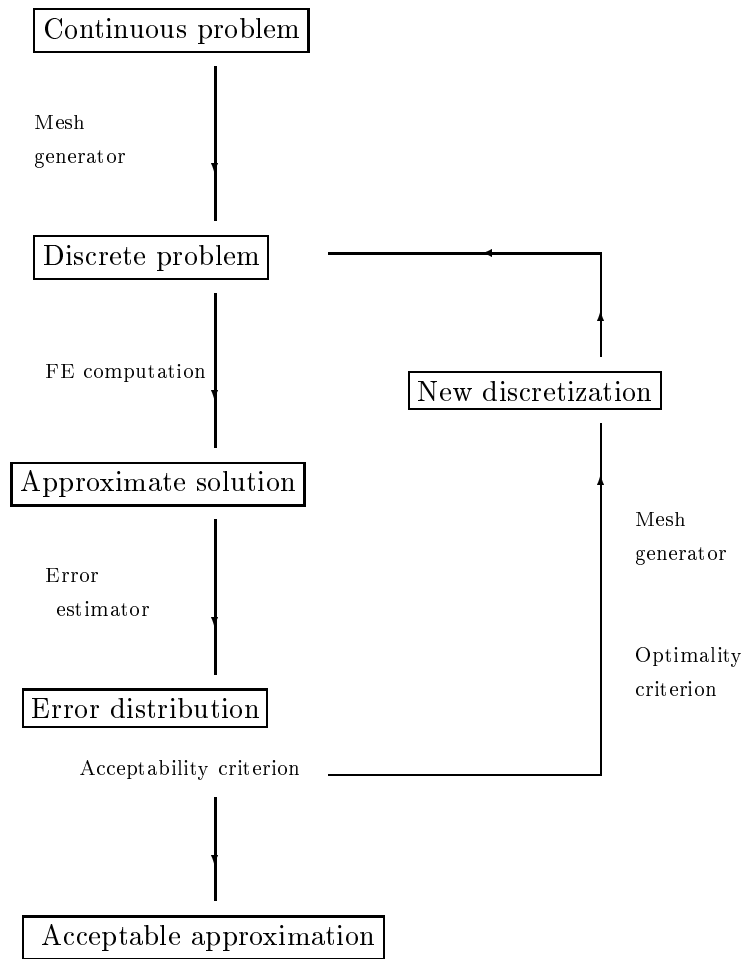 Continuous problem
Mesh
generator
Discrete problem
FE computation
New discretization
Approximate solution
Mesh
generator
Error
estimator
Optimality
criterion
Error distribution
Acceptability criterion
Acceptable approximation